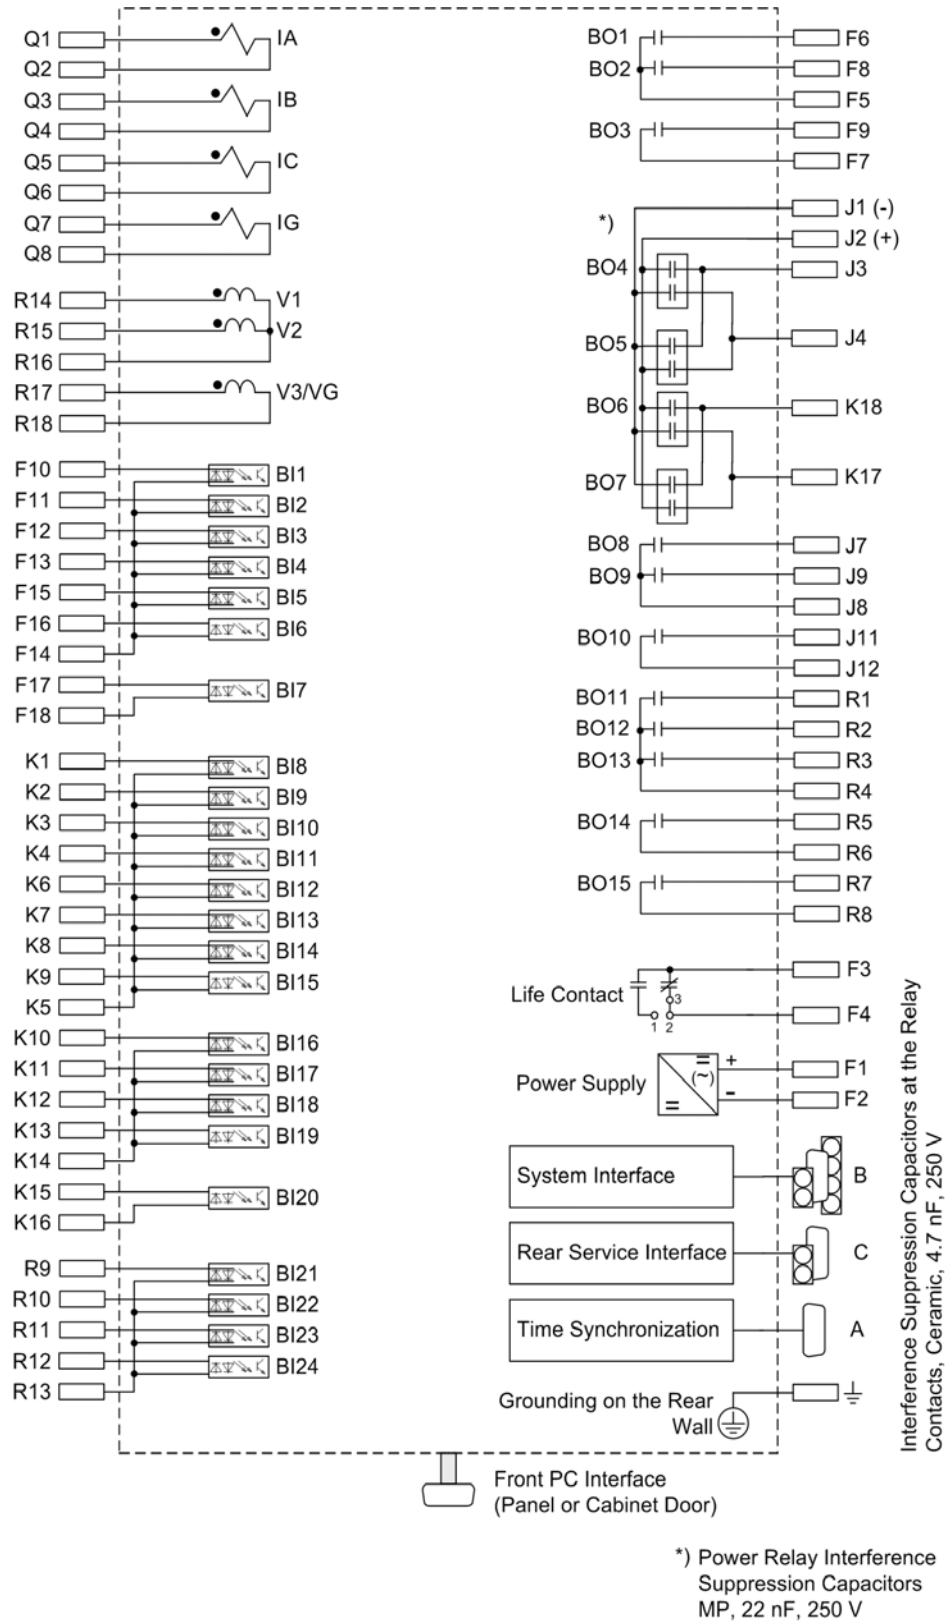 Q1 IA BO1 F6
Q2 BO2 F8
Q3 IB F5
Q4 BO3 F9
Q5 IC F7
Q6
Q7 IG *) J1 (-)
Q8 J2 (+)
BO4 J3
R14 V1
R15 V2 BO5 J4
R16
R17 V3/VG BO6 K18
R18
F10 BI1 BO7 K17
F11 BI2
F12 BI3 BO8 J7
F13 BI4 BO9 J9
F15 BI5 J8
F16 BI6 BO10 J11
F14 J12
F17 BI7 BO11 R1
F18 BO12 R2
K1 BI8 BO13 R3
K2 BI9 R4
K3 BI10 BO14 R5
K4 BI11 R6
K6 BI12 BO15 R7
K7 BI13 R8
K8 BI14
K9 BI15 Life Contact 3 F3
K5 1 2 F4
K10 BI16
K11 BI17 Power Supply = (~) = + F1
K12 BI18 - F2
K13 BI19
K14 System Interface B
K15 BI20
K16 Rear Service Interface C
R9 BI21
R10 BI22
R11 BI23 Time Synchronization A
R12 BI24
R13 Grounding on the Rear
Wall
Interference Suppression Capacitors at the Relay
Contacts, Ceramic, 4.7 nF, 250 V
Front PC Interface
(Panel or Cabinet Door)
*) Power Relay Interference
Suppression Capacitors
MP, 22 nF, 250 V